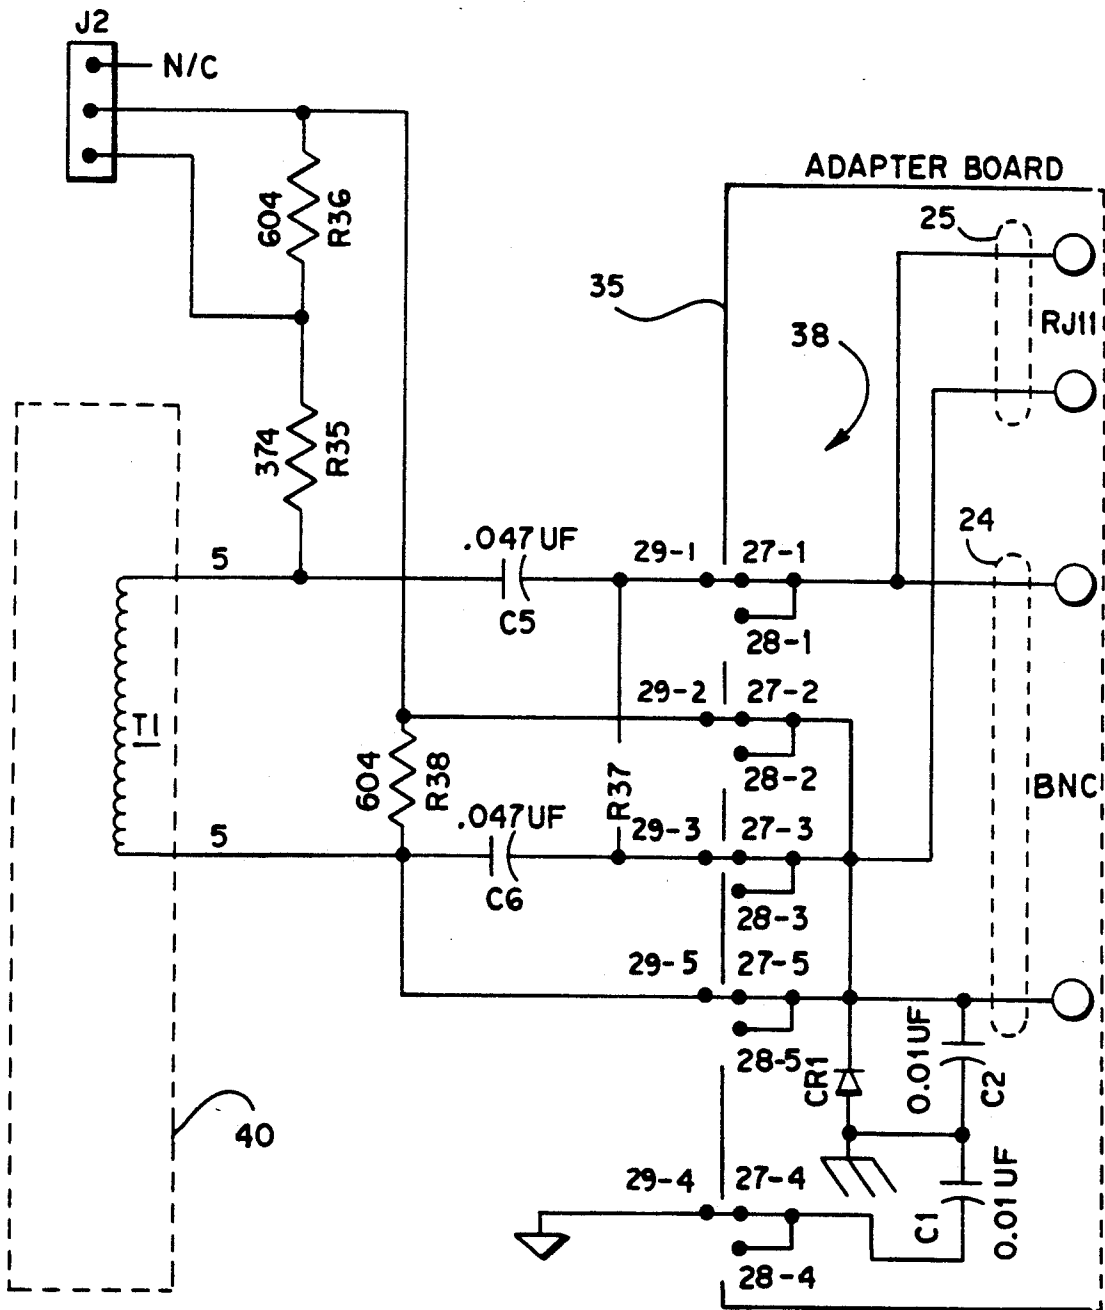 J2
N/C
ADAPTER BOARD
604
R36
25
35
RJ11
38
374
R35
24
5
.047UF
29-1
27-1
C5
28-1
29-2
27-2
T1
604
R38
28-2
BNC
R37
.047UF
29-3
27-3
5
C6
28-3
29-5
27-5
28-5
CR1
0.01UF
C2
40
29-4
27-4
C1
0.01UF
28-4